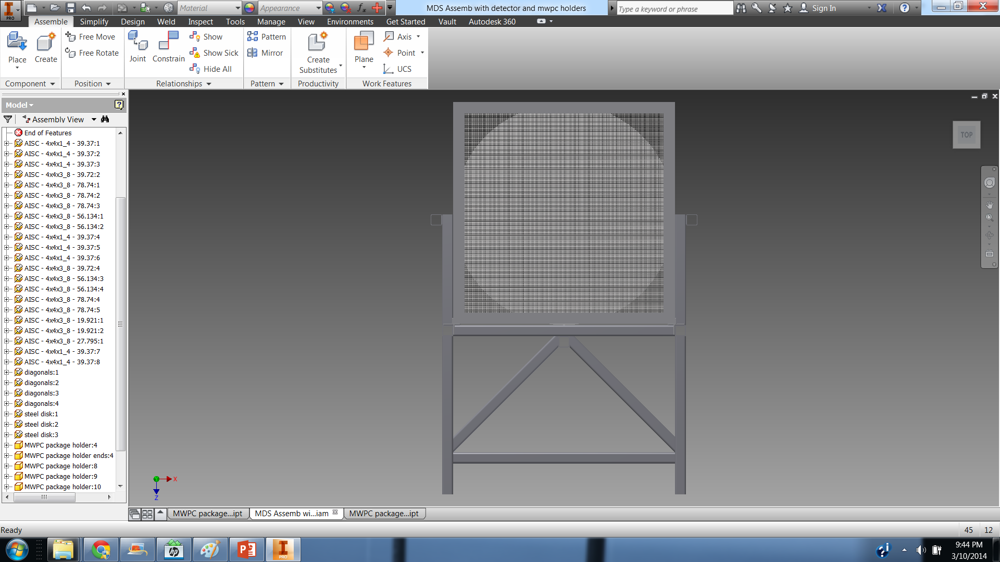 PRO
Material
Appearance
MDS Assemb with detector and mwpc holders
Type a keyword or phrase
Sign In
Assemble Simplify Design Weld Inspect Tools Manage View Environments Get Started Vault Autodesk 360
Place
Create
Free Move
Free Rotate
Joint
Constrain
Show
Show Sick
Hide All
Pattern
Mirror
Create
Substitutes
Plane
Axis
Point
UCS
Component Position Relationships Pattern Productivity Work Features
Model
Assembly View
End of Features
AISC - 4x4x1_4 - 39.37:1
AISC - 4x4x1_4 - 39.37:2
AISC - 4x4x1_4 - 39.37:3
AISC - 4x4x3_8 - 39.72:2
AISC - 4x4x3_8 - 78.74:1
AISC - 4x4x3_8 - 78.74:2
AISC - 4x4x3_8 - 78.74:3
AISC - 4x4x3_8 - 56.134:1
AISC - 4x4x3_8 - 56.134:2
AISC - 4x4x1_4 - 39.37:4
AISC - 4x4x1_4 - 39.37:5
AISC - 4x4x1_4 - 39.37:6
AISC - 4x4x3_8 - 39.72:4
AISC - 4x4x3_8 - 56.134:3
AISC - 4x4x3_8 - 56.134:4
AISC - 4x4x3_8 - 78.74:4
AISC - 4x4x3_8 - 78.74:5
AISC - 4x4x3_8 - 19.921:1
AISC - 4x4x3_8 - 19.921:2
AISC - 4x4x3_8 - 27.795:1
AISC - 4x4x1_4 - 39.37:7
AISC - 4x4x1_4 - 39.37:8
diagonals:1
diagonals:2
diagonals:3
diagonals:4
steel disk:1
steel disk:2
steel disk:3
MWPC package holder:4
MWPC package holder ends:4
MWPC package holder:8
MWPC package holder:9
MWPC package holder:10
TOP
X
Z
MWPC package...ipt
MDS Assemb wi...iam
MWPC package...ipt
Ready
45 12
hp
PRO
9:44 PM
3/10/2014